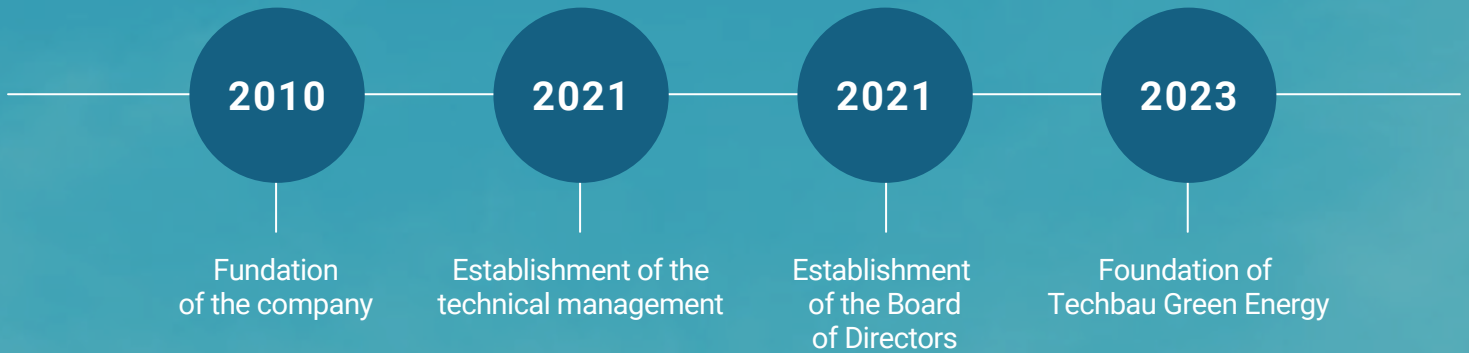 2010
Fundation
of the company
2021
Establishment of the
technical management
2021
Establishment
of the Board
of Directors
2023
Foundation of
Techbau Green Energy